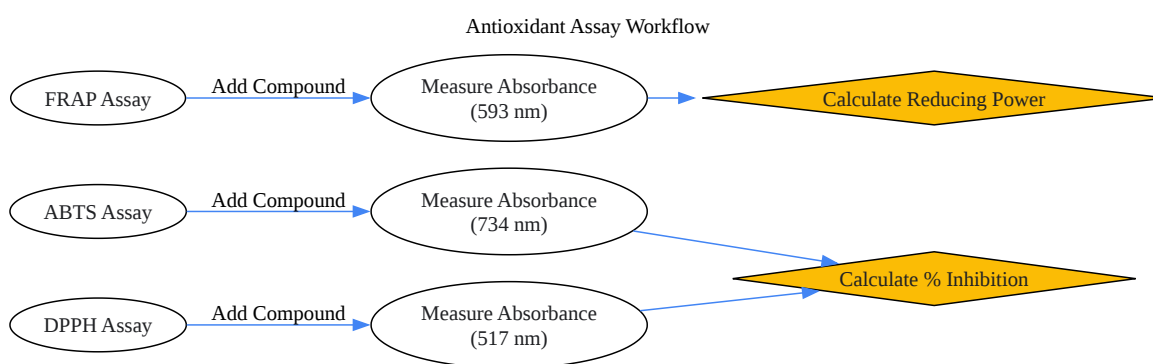 Antioxidant Assay Workflow
FRAP Assay
Add Compound
Measure Absorbance
(593 nm)
Calculate Reducing Power
ABTS Assay
Add Compound
Measure Absorbance
(734 nm)
Calculate % Inhibition
DPPH Assay
Add Compound
Measure Absorbance
(517 nm)